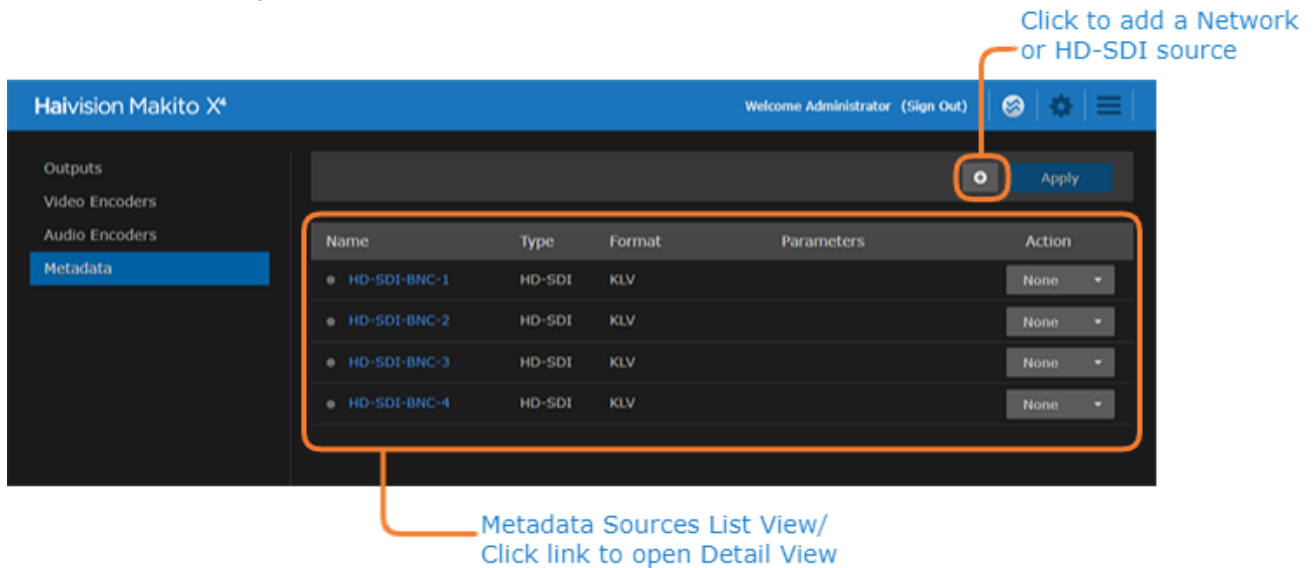 Click to add a Network
or HD-SDI source
Haivision Makito X⁴
Welcome Administrator (Sign Out)
Outputs
Video Encoders
Audio Encoders
Metadata
Apply
Name Type Format Parameters Action
HD-SDI-BNC-1 HD-SDI KLV None
HD-SDI-BNC-2 HD-SDI KLV None
HD-SDI-BNC-3 HD-SDI KLV None
HD-SDI-BNC-4 HD-SDI KLV None
Metadata Sources List View/
Click link to open Detail View